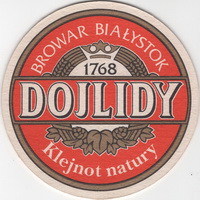 BROWAR BIAŁYSTOK
1768
DOJLIDY
Klejnot natury